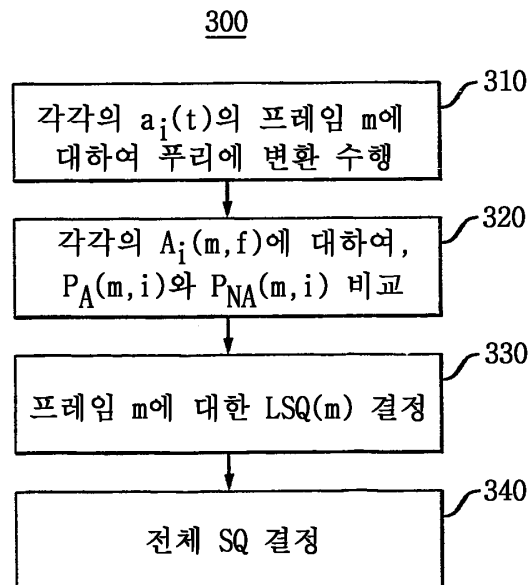 300
310
각각의 ai(t)의 프레임 m에
대하여 푸리에 변환 수행
320
각각의 Ai(m,f)에 대하여,
PA(m,i)와 PNA(m,i) 비교
330
프레임 m에 대한 LSQ(m) 결정
340
전체 SQ 결정